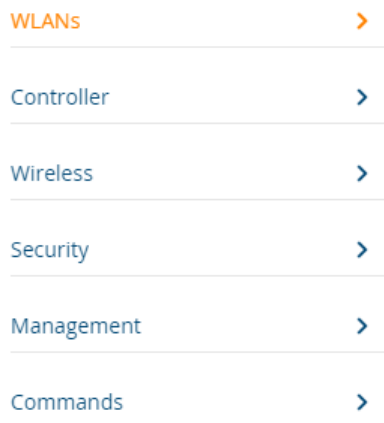 WLANs
Controller
Wireless
Security
Management
Commands